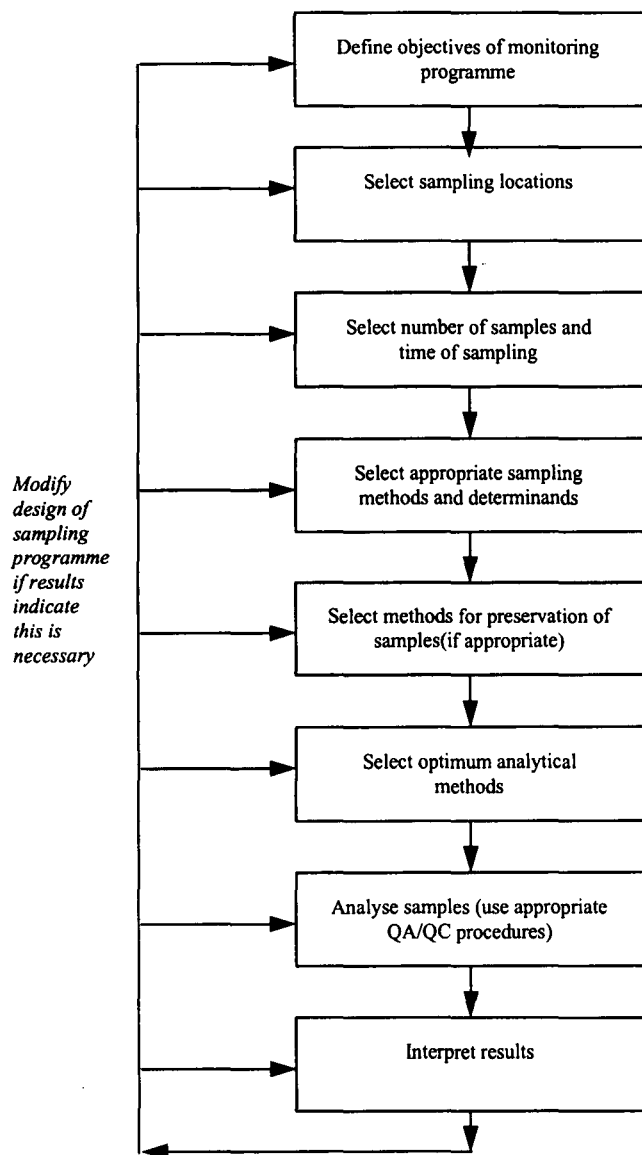 Define objectives of monitoring
programme
Select sampling locations
Select number of samples and
time of sampling
Select appropriate sampling
methods and determinands
Modify
design of
sampling
programme
if results
indicate
this is
necessary
Select methods for preservation of
samples(if appropriate)
Select optimum analytical
methods
Analyse samples (use appropriate
QA/QC procedures)
Interpret results